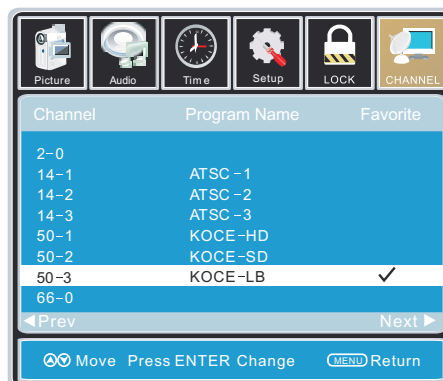 Picture Audio Time Setup LOCK CHANNEL
Channel Program Name Favorite
2-0
14-1 ATSC-1
14-2 ATSC-2
14-3 ATSC-3
50-1 KOCE-HD
50-2 KOCE-SD
50-3 KOCE-LB ✓
66-0
◀Prev Next▶
Move Press ENTER Change MENU Return